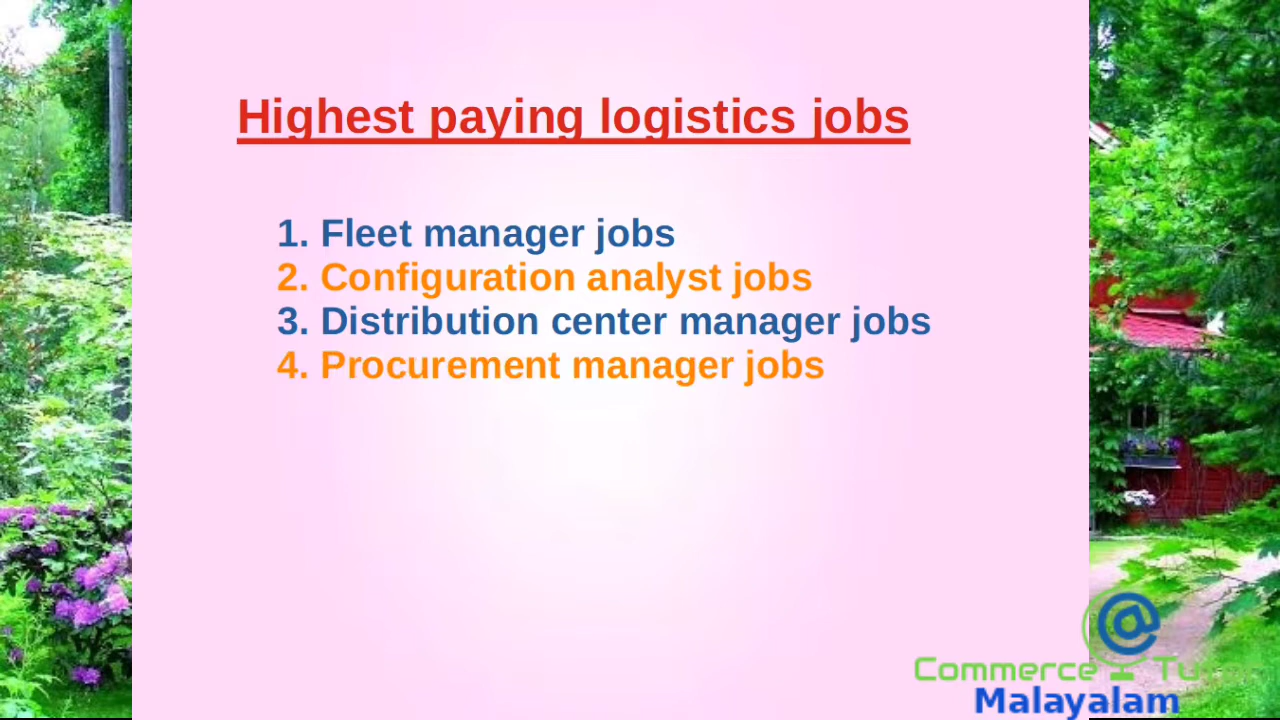 Highest paying logistics jobs
1. Fleet manager jobs
2. Configuration analyst jobs
3. Distribution center manager jobs
4. Procurement manager jobs
@
Commerce
Malayalam